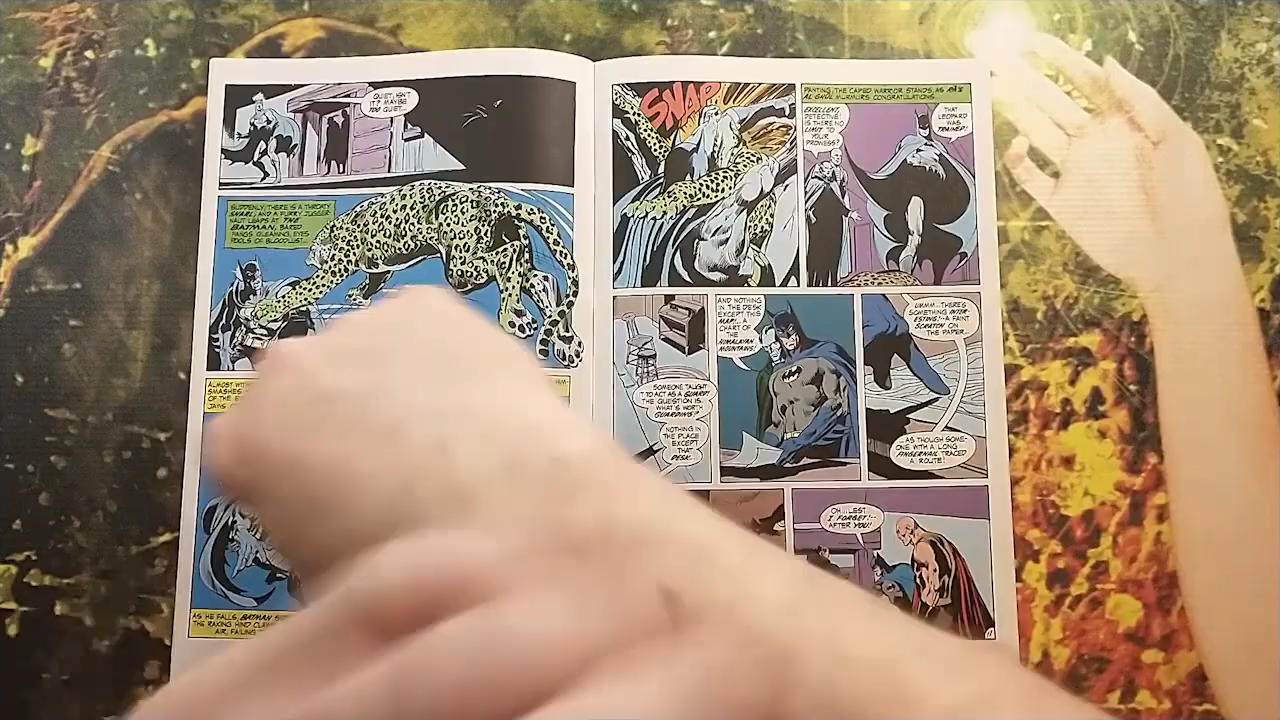 QUIET, ISN'T
IT? MAYBE
TOO QUIET...
SUDDENLY, THERE IS A THROATY
SNARL, AND A FURRY JUGGER-
NAUT LEAPS AT THE
BATMAN, BARED
FANGS GLEAMING, EYES
POOLS OF BLOODLUST...
ALMOST
SMASHES
OF THE
JAWS
AS HE FALLS, BATMAN
THE RAKING HIND
AIR, FAILING
SNAP
PANTING, THE CAPED WARRIOR STANDS, AS RĀ'S
AL GHUL MURMURS CONGRATULATIONS.
EXCELLENT,
DETECTIVE.
IS THERE NO
LIMIT TO
YOUR
PROWESS?
THAT
LEOPARD
WAS
TRAINED!
SOMEONE TAUGHT
IT TO ACT AS A GUARD!
THE QUESTION IS,
WHAT'S WORTH
GUARDING?
NOTHING IN
THE PLACE
EXCEPT
THAT
DESK...
AND NOTHING
IN THE DESK
EXCEPT THIS
MAP!.. A
CHART OF
THE
HIMALAYAN
MOUNTAINS!
UMMM...THERE'S
SOMETHING INTER-
ESTING!--A FAINT
SCRATCH ON
THE PAPER...
...AS THOUGH SOME-
ONE WITH A LONG
FINGERNAIL TRACED
A ROUTE!
OH...LEST
I FORGET!--
AFTER YOU!